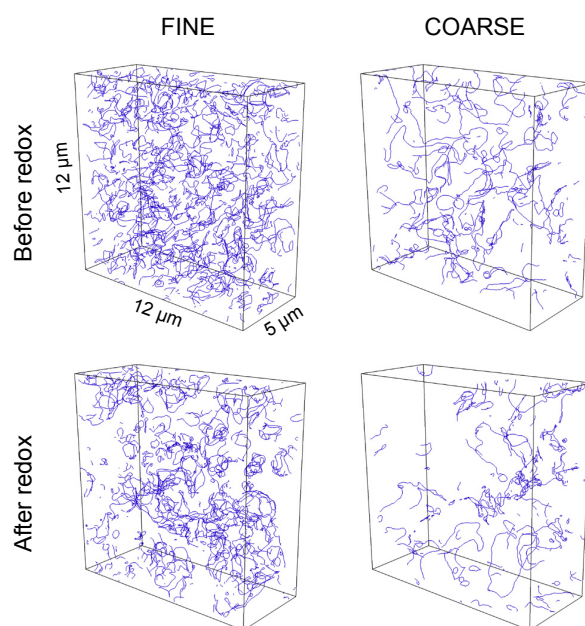 FINE
COARSE
Before redox
12 µm
12 µm
5 µm
After redox